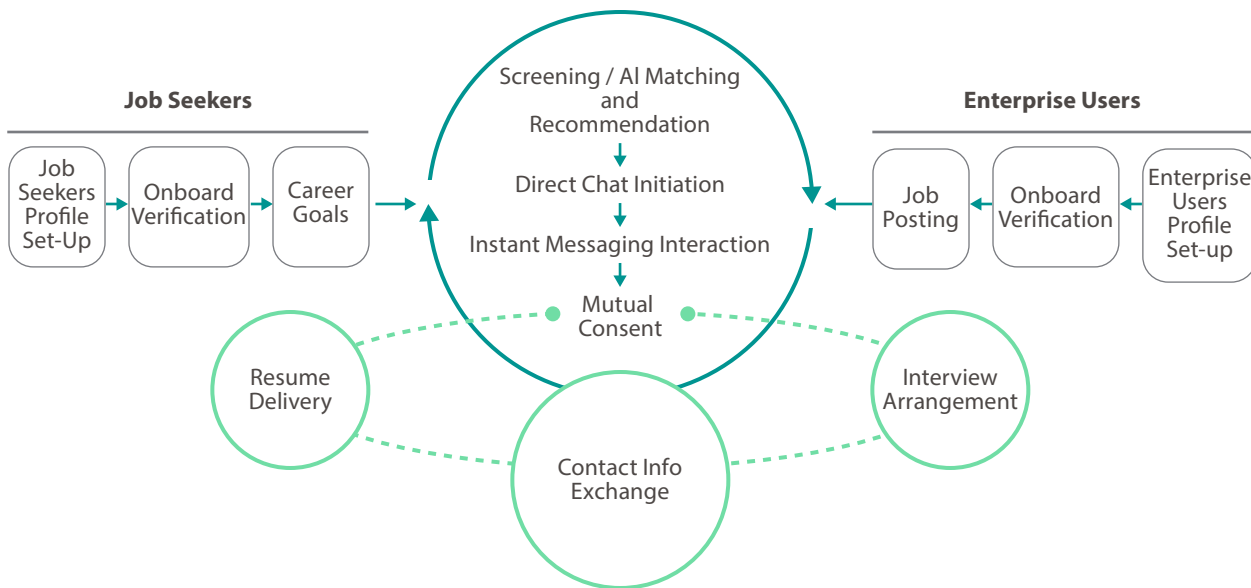 Job Seekers
Job
Seekers
Profile
Set-Up
Onboard
Verification
Career
Goals
Screening / AI Matching
and
Recommendation
Direct Chat Initiation
Instant Messaging Interaction
Mutual
Consent
Enterprise Users
Job
Posting
Onboard
Verification
Enterprise
Users
Profile
Set-up
Resume
Delivery
Contact Info
Exchange
Interview
Arrangement